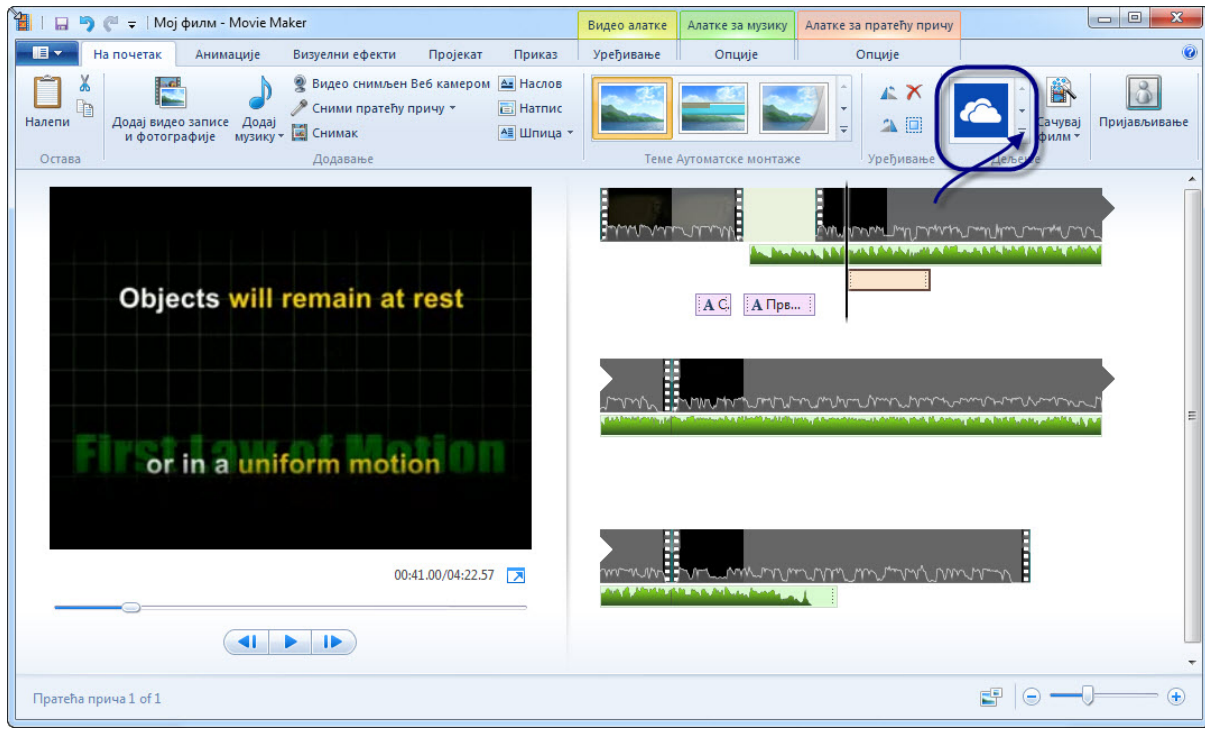 Мој филм - Movie Maker
Видео алатке
Алатке за музику
Алатке за пратећу причу
На почетак
Анимације
Визуелни ефекти
Пројекат
Приказ
Уређивање
Опције
Опције
Налепи
Додај видео записе
и фотографије
Додај
музику
Видео снимљен Веб камером
Сними пратећу причу
Снимак
Наслов
Натпис
Шпица
Сачувај
филм
Пријављивање
Остава
Додавање
Теме Аутоматске монтаже
Уређивање
Дељење
Objects will remain at rest
First Law of Motion
or in a uniform motion
A С.
A Прв...
00:41.00/04:22.57
Пратећа прича 1 of 1